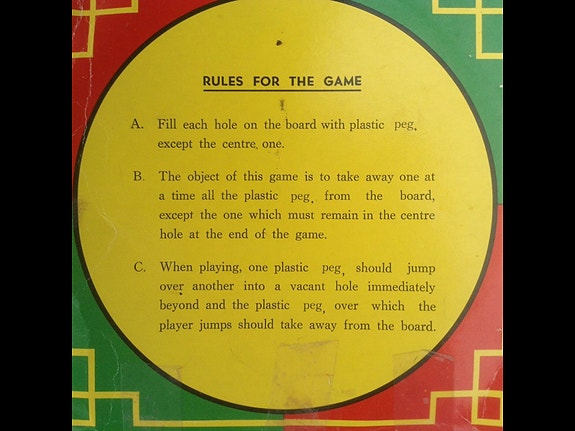 RULES FOR THE GAME
A. Fill each hole on the board with plastic peg,
except the centre, one.
B. The object of this game is to take away one at
a time all the plastic peg, from the board,
except the one which must remain in the centre
hole at the end of the game.
C. When playing, one plastic peg, should jump
over another into a vacant hole immediately
beyond and the plastic peg, over which the
player jumps should take away from the board.